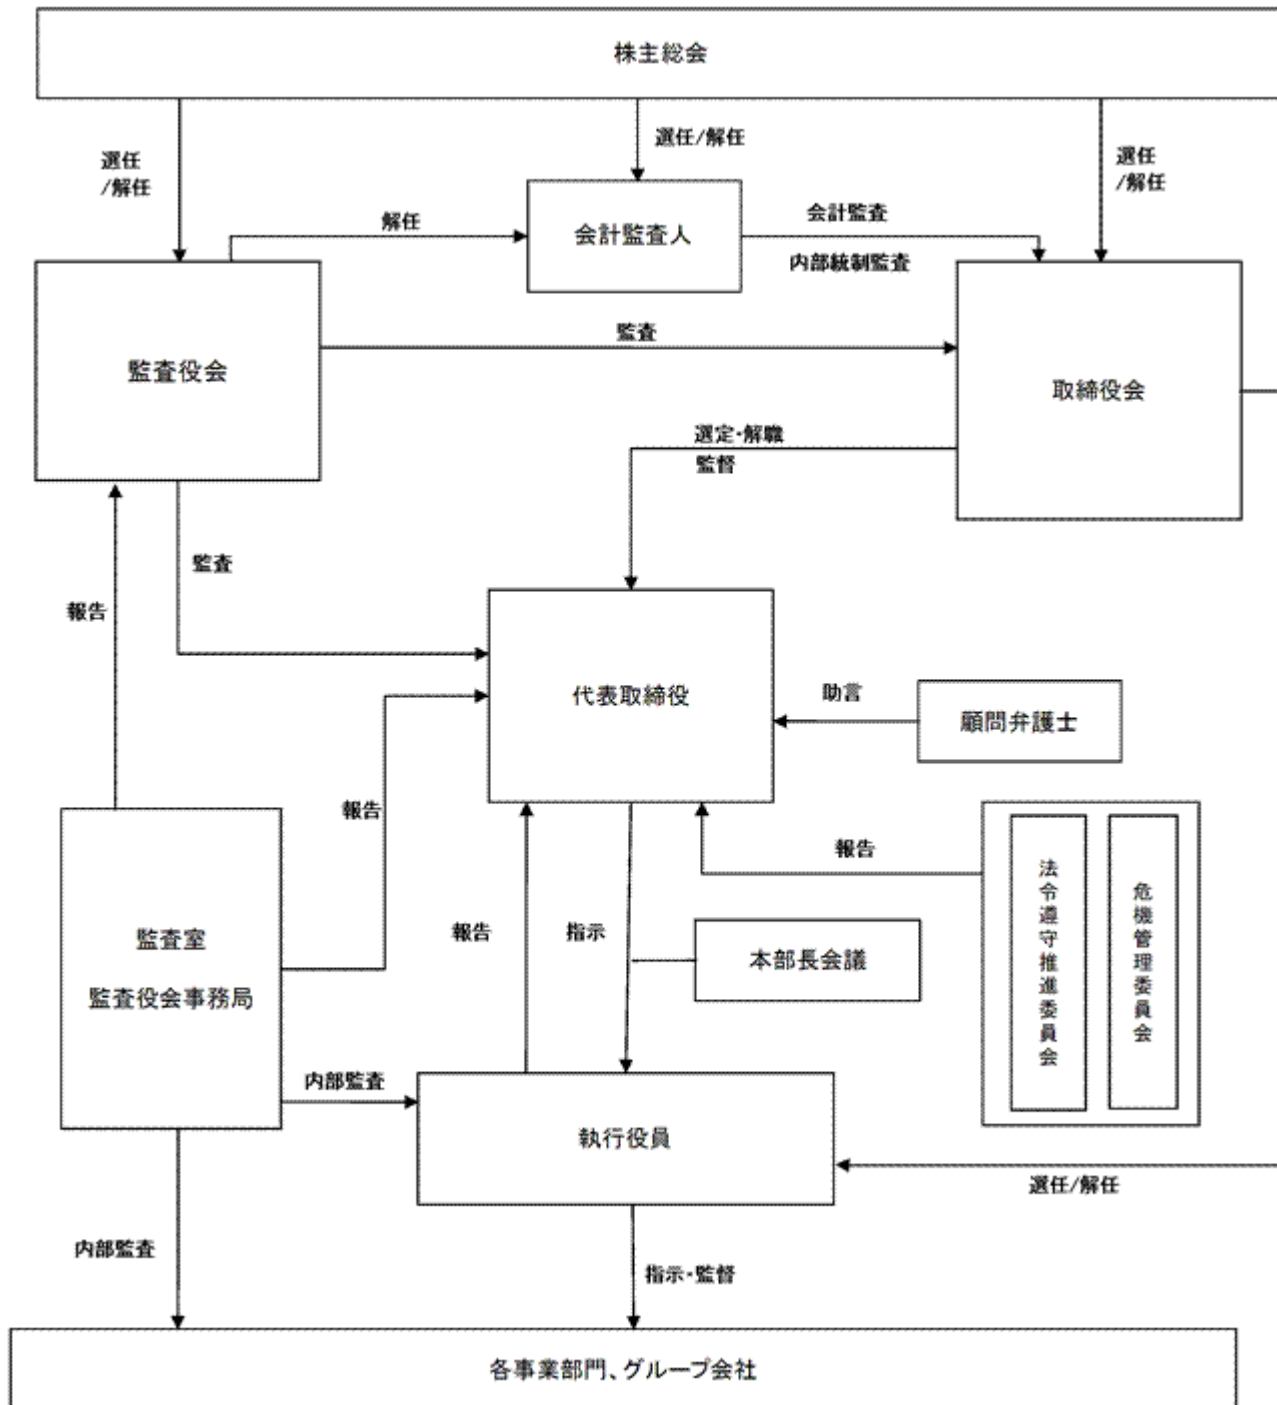 株主総会
選任
/解任
選任/解任
選任
/解任
解任
会計監査人
会計監査
内部統制監査
監査役会
監査
取締役会
選定・解職
監督
監査
報告
代表取締役
助言
顧問弁護士
報告
報告
法令遵守推進委員会
危機管理委員会
監査室
監査役会事務局
報告
指示
本部長会議
内部監査
執行役員
選任/解任
内部監査
指示・監督
各事業部門、グループ会社